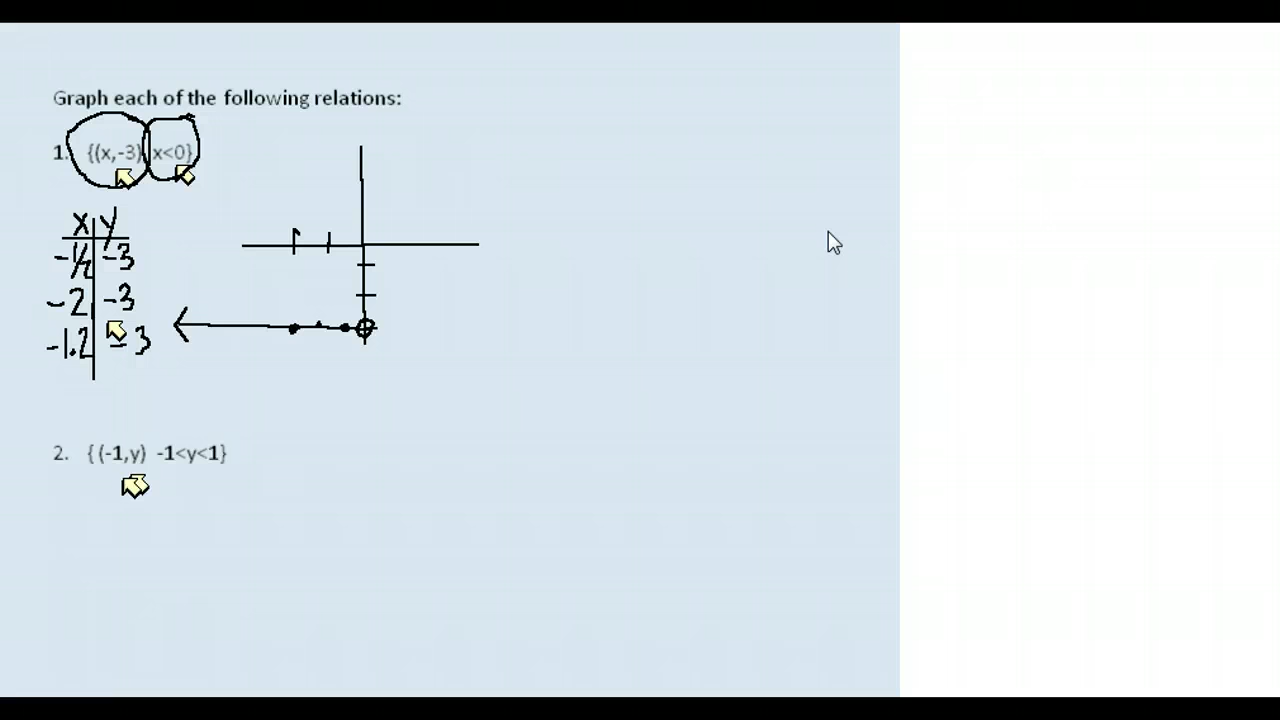 Graph each of the following relations:
1. {(x,-3) x<0}
x y
-1/2 -3
-2 -3
-1.2 -3
2. {(-1,y) -1<y<1}